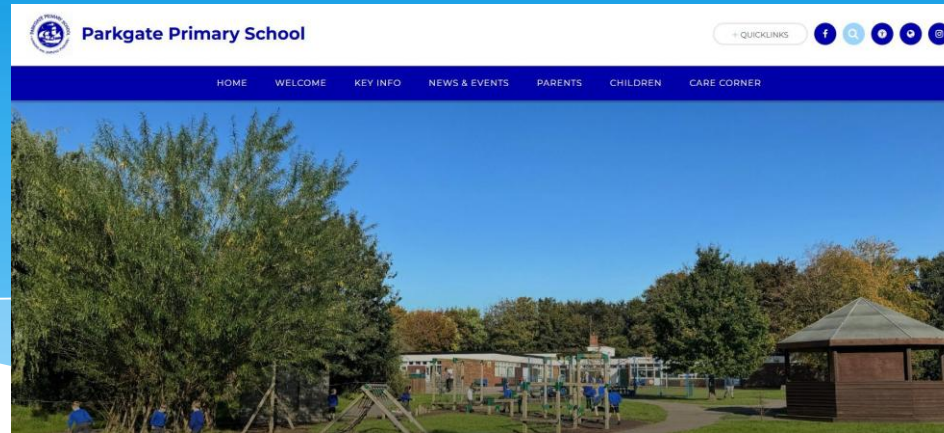 Parkgate Primary School
+ QUICKLINKS
HOME WELCOME KEY INFO NEWS & EVENTS PARENTS CHILDREN CARE CORNER